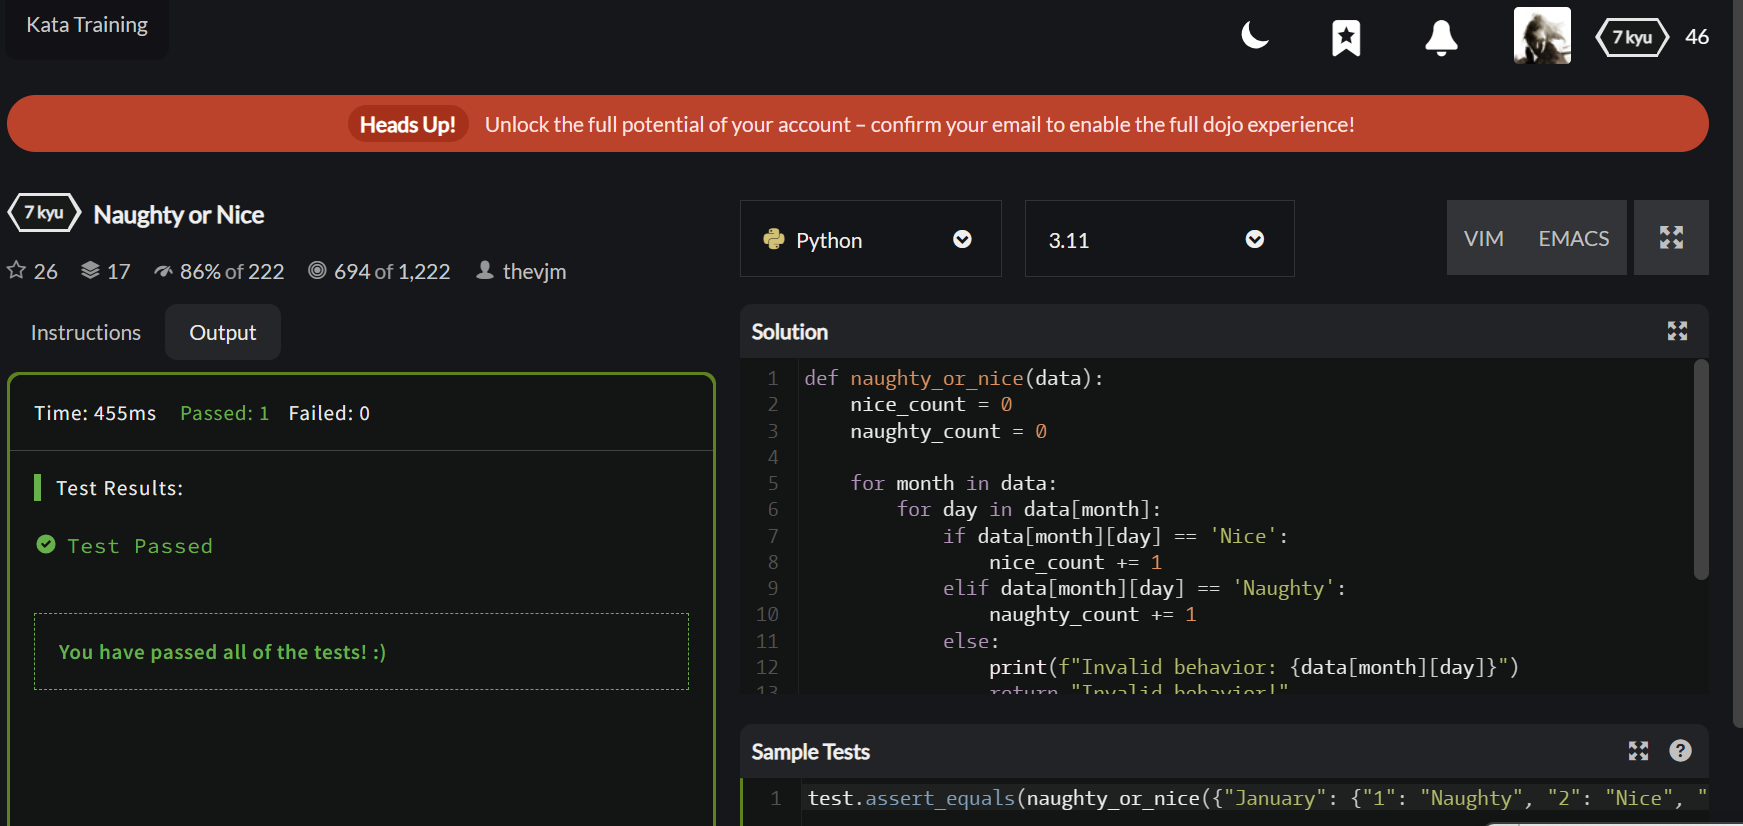 Kata Training
7 kyu 46
Heads Up! Unlock the full potential of your account – confirm your email to enable the full dojo experience!
7 kyu Naughty or Nice
26 17 86% of 222 694 of 1,222 thevjm
Python 3.11 VIM EMACS
Instructions Output
Time: 455ms Passed: 1 Failed: 0
Test Results:
Test Passed
You have passed all of the tests! :)
Solution
1 def naughty_or_nice(data):
2     nice_count = 0
3     naughty_count = 0
4
5     for month in data:
6         for day in data[month]:
7             if data[month][day] == 'Nice':
8                 nice_count += 1
9             elif data[month][day] == 'Naughty':
10                 naughty_count += 1
11             else:
12                 print(f"Invalid behavior: {data[month][day]}")
13                 return "Invalid behavior!"
Sample Tests
1 test.assert_equals(naughty_or_nice({"January": {"1": "Naughty", "2": "Nice", "